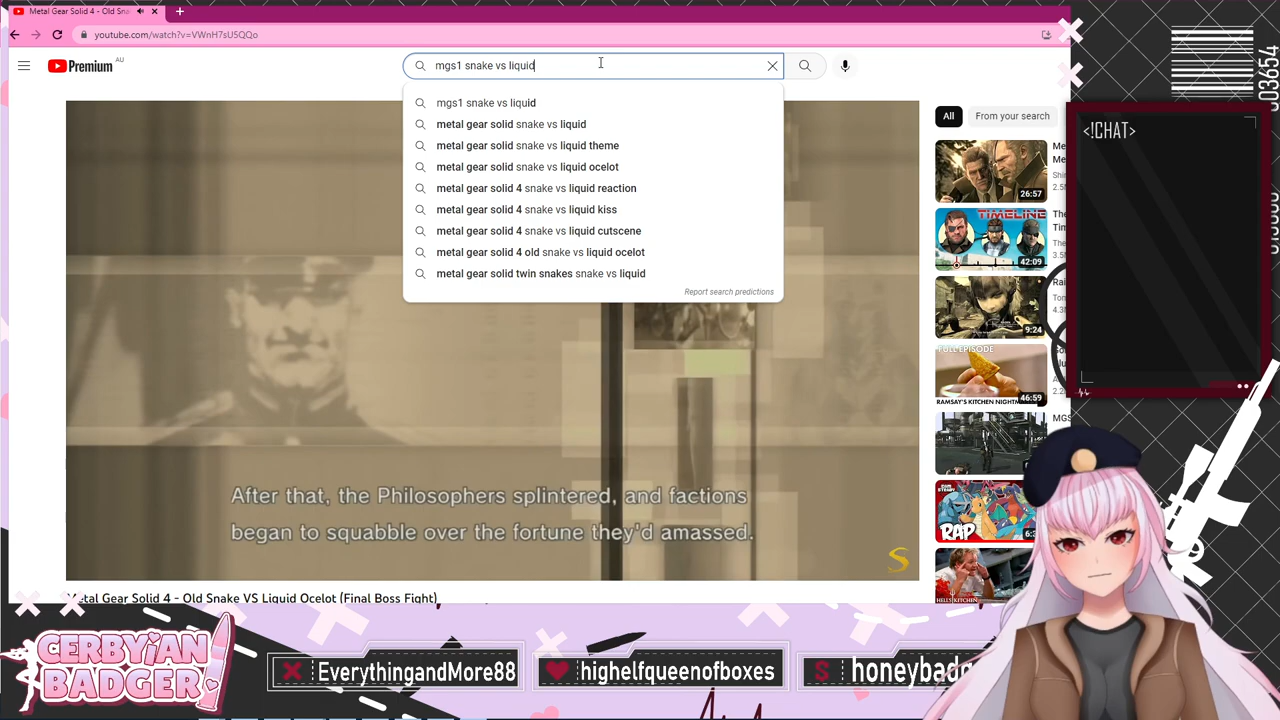 Metal Gear Solid 4 - Old Sna
youtube.com/watch?v=VWnH7sUSQQo
Premium AU
mgs1 snake vs liquid
mgs1 snake vs liquid
metal gear solid snake vs liquid
metal gear solid snake vs liquid theme
metal gear solid snake vs liquid ocelot
metal gear solid 4 snake vs liquid reaction
metal gear solid 4 snake vs liquid kiss
metal gear solid 4 snake vs liquid cutscene
metal gear solid 4 old snake vs liquid ocelot
metal gear solid twin snakes snake vs liquid
Report search predictions
After that, the Philosophers splintered, and factions
began to squabble over the fortune they'd amassed.
Metal Gear Solid 4 - Old Snake VS Liquid Ocelot (Final Boss Fight)
All
From your search
26:57
TIMELINE
42:09
9:24
FULL EPISODE
RAMSAY'S KITCHEN NIGHTM
46:59
MGS
RAP
HELL'S KITCHEN
<!CHAT>
003654
CERBYIAN
BADGER
EverythingandMore88
highelfqueenofboxes
honeybadg